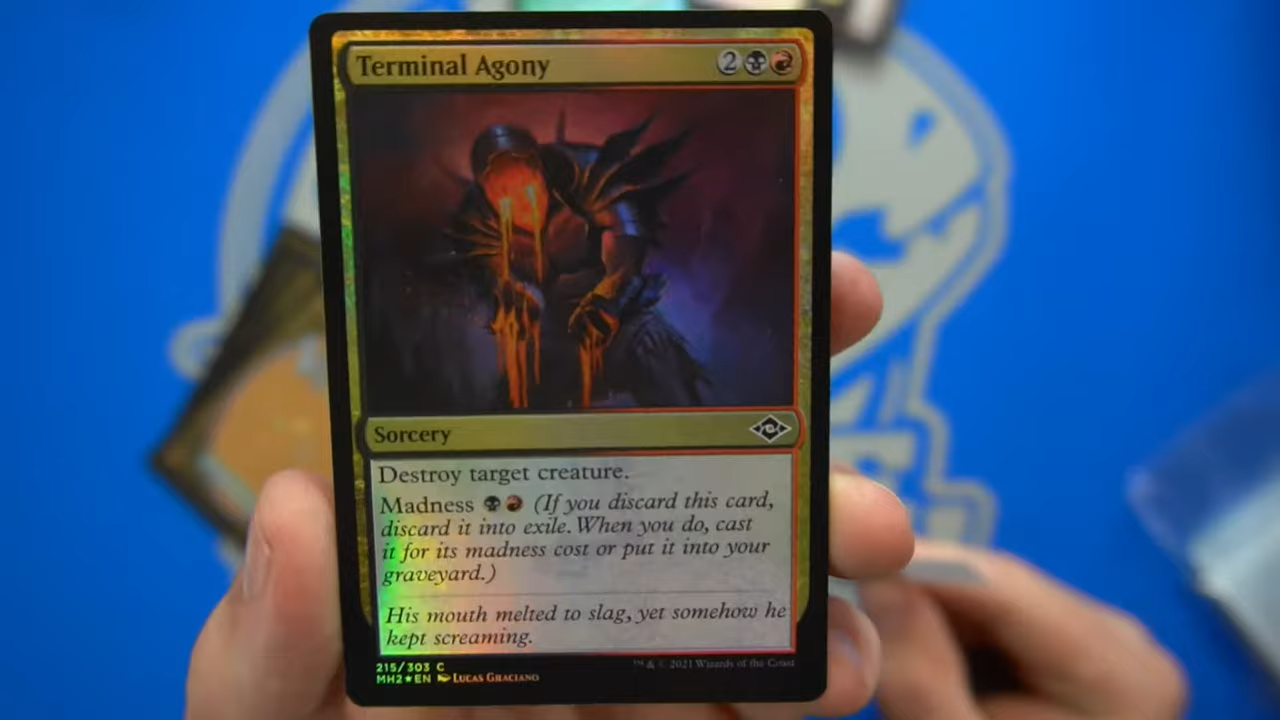 Terminal Agony 2
Sorcery
Destroy target creature.
Madness (If you discard this card,
discard it into exile. When you do, cast
it for its madness cost or put it into your
graveyard.)
His mouth melted to slag, yet somehow he
kept screaming.
215/303 C
MH2★EN LUCAS GRACIANO
™ & © 2021 Wizards of the Coast